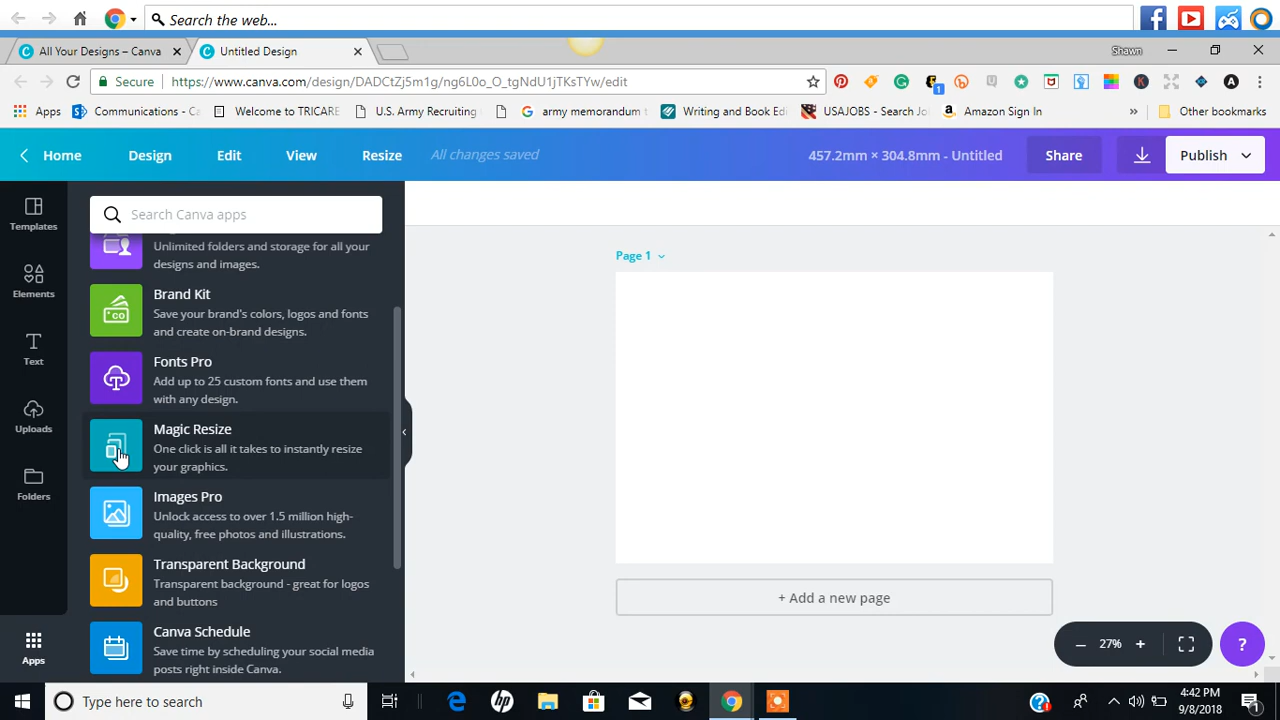 Search the web...
All Your Designs – Canva
Untitled Design
Shawn
Secure
https://www.canva.com/design/DADCtZj5m1g/ng6L0o_O_tgNdU1jTKsTYw/edit
Apps
Communications - Ca
Welcome to TRICARE
U.S. Army Recruiting
army memorandum t
Writing and Book Edi
USAJOBS - Search Jo
Amazon Sign In
Other bookmarks
Home
Design
Edit
View
Resize
All changes saved
457.2mm × 304.8mm - Untitled
Share
Publish
Templates
Elements
Text
Uploads
Folders
Apps
Search Canva apps
Unlimited folders and storage for all your
designs and images.
Brand Kit
Save your brand's colors, logos and fonts
and create on-brand designs.
Fonts Pro
Add up to 25 custom fonts and use them
with any design.
Magic Resize
One click is all it takes to instantly resize
your graphics.
Images Pro
Unlock access to over 1.5 million high-
quality, free photos and illustrations.
Transparent Background
Transparent background - great for logos
and buttons
Canva Schedule
Save time by scheduling your social media
posts right inside Canva.
Page 1
+ Add a new page
27%
?
Type here to search
4:42 PM
9/8/2018